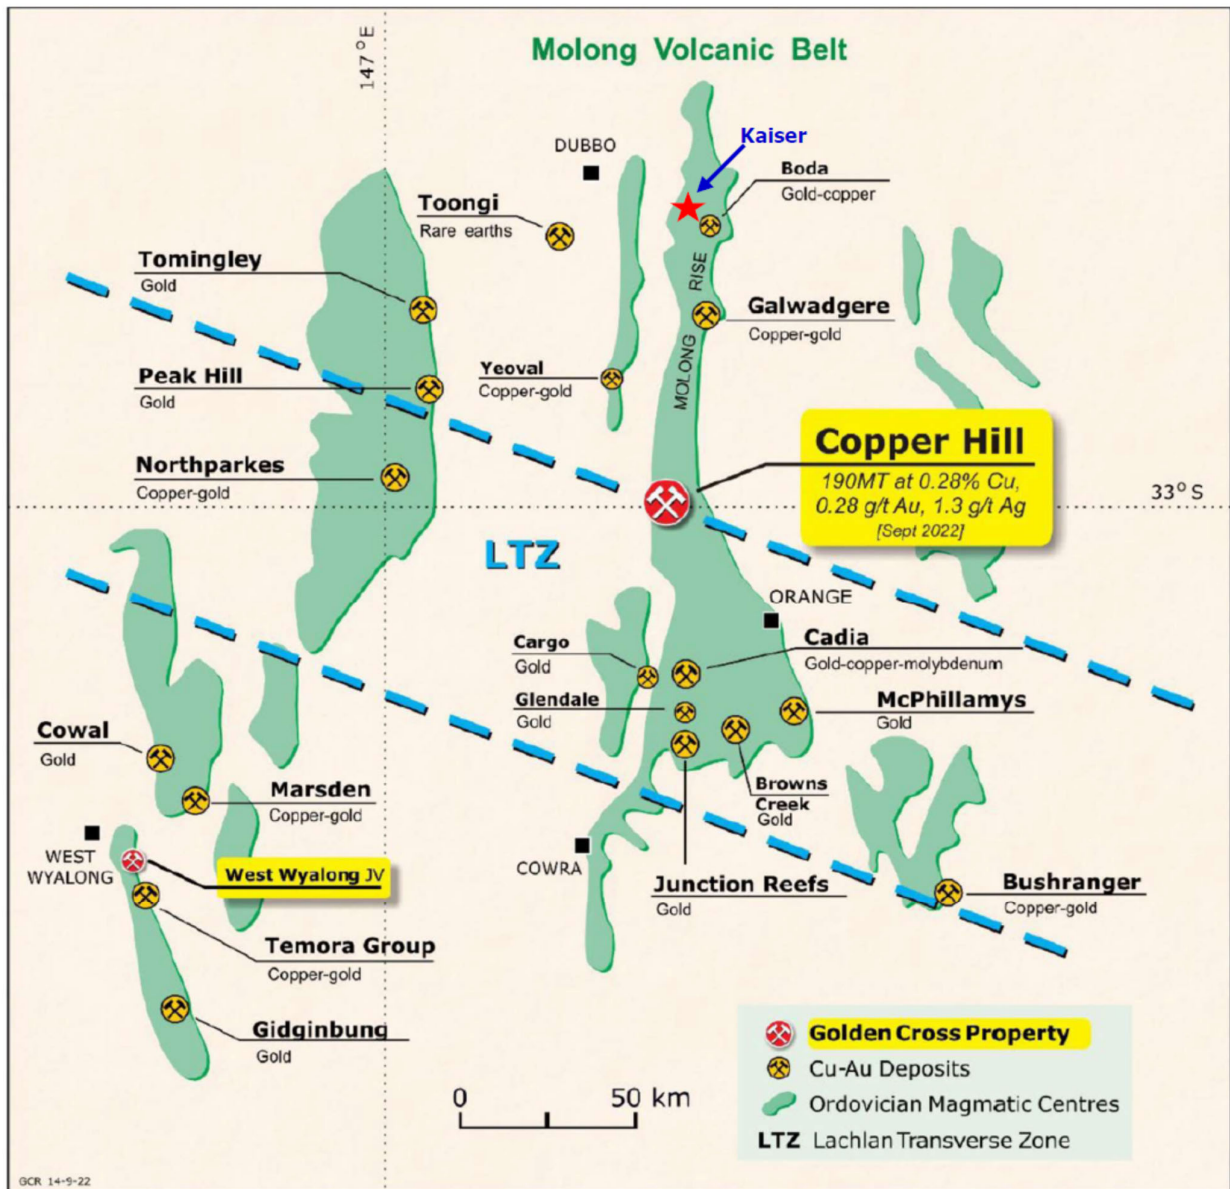 Molong Volcanic Belt
147°E
Kaiser
DUBBO
Boda
Gold-copper
Toongi
Rare earths
Tomingley
Gold
MOLONG RISE
Galwadgere
Copper-gold
Peak Hill
Gold
Yeoval
Copper-gold
Copper Hill
190MT at 0.28% Cu,
0.28 g/t Au, 1.3 g/t Ag
[Sept 2022]
Northparkes
Copper-gold
33°S
LTZ
ORANGE
Cargo
Gold
Cadia
Gold-copper-molybdenum
Glendale
Gold
McPhillamys
Gold
Cowal
Gold
Marsden
Copper-gold
Browns
Creek
Gold
WEST
WYALONG
West Wyalong JV
COWRA
Junction Reefs
Gold
Bushranger
Copper-gold
Temora Group
Copper-gold
Gidginbung
Gold
0 50 km
Golden Cross Property
Cu-Au Deposits
Ordovician Magmatic Centres
LTZ Lachlan Transverse Zone
GCR 14-9-22